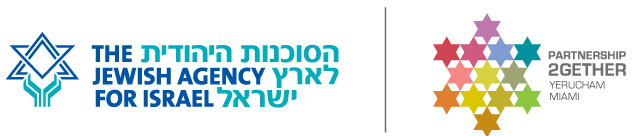 THE הסוכנות היהודית
JEWISH AGENCY לארץ
FOR ISRAEL ישראל
PARTNERSHIP
2GETHER
YERUCHAM
MIAMI